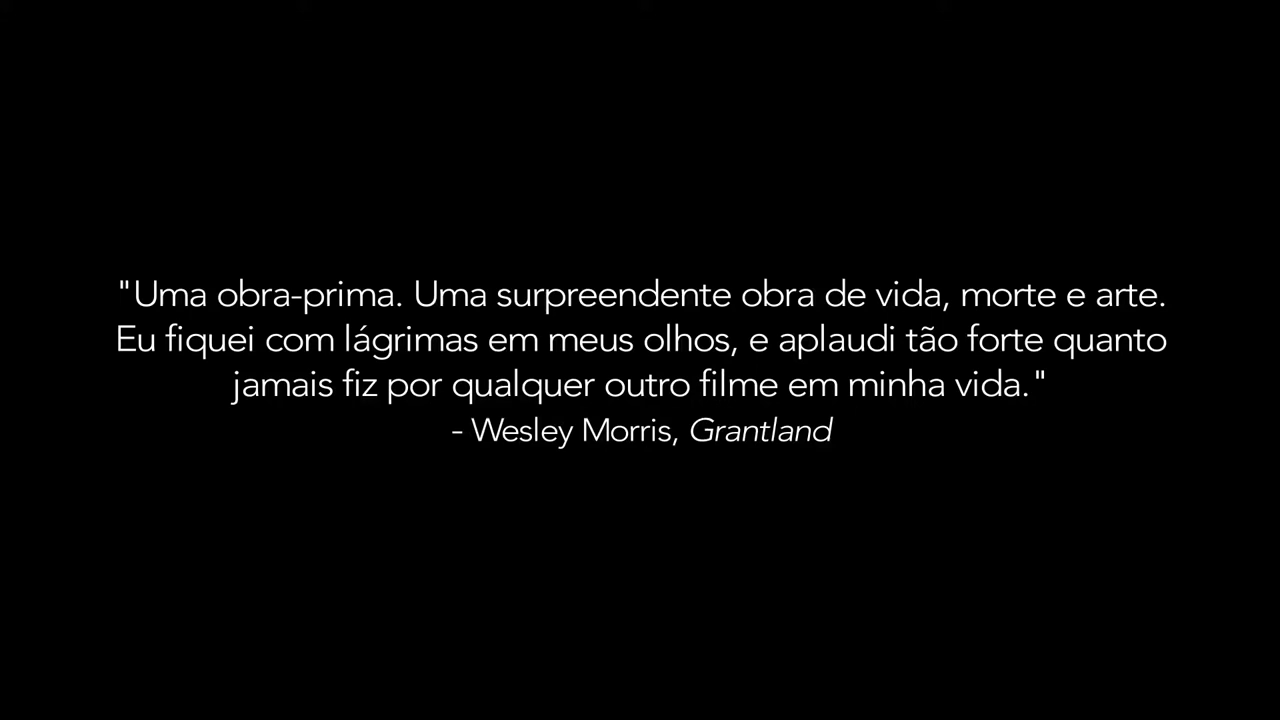 "Uma obra-prima. Uma surpreendente obra de vida, morte e arte.
Eu fiquei com lágrimas em meus olhos, e aplaudi tão forte quanto
jamais fiz por qualquer outro filme em minha vida."
- Wesley Morris, Grantland